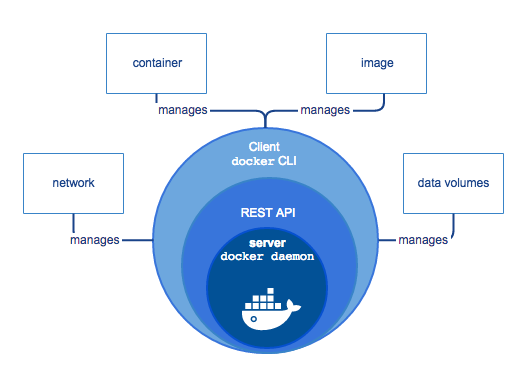 container
image
manages
manages
Client
docker CLI
network
data volumes
REST API
manages
manages
server
docker daemon